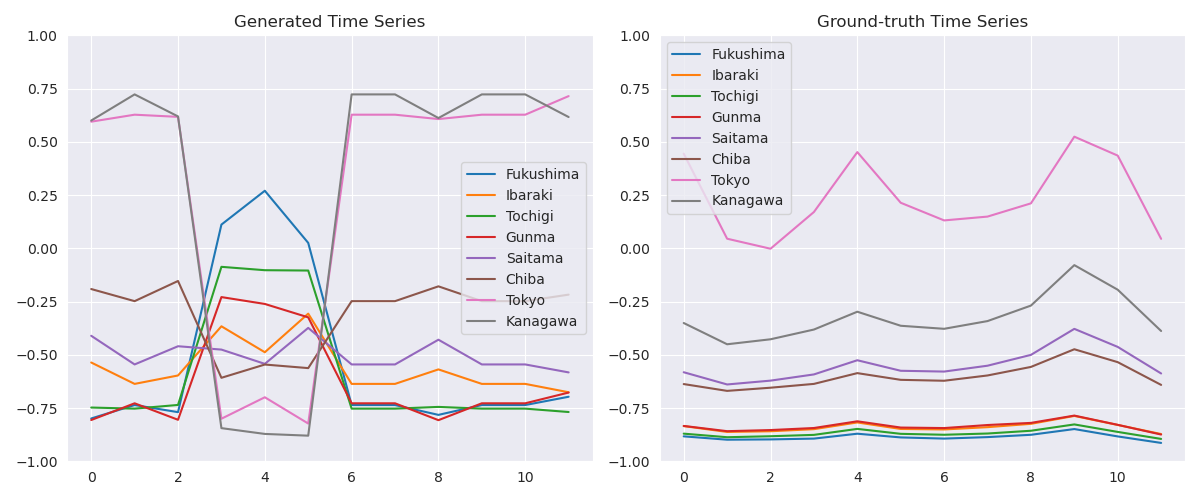 Generated Time Series
1.00
0.75
0.50
0.25
0.00
−0.25
−0.50
−0.75
−1.00
0 2 4 6 8 10
Fukushima
Ibaraki
Tochigi
Gunma
Saitama
Chiba
Tokyo
Kanagawa
Ground-truth Time Series
1.00
0.75
0.50
0.25
0.00
−0.25
−0.50
−0.75
−1.00
0 2 4 6 8 10
Fukushima
Ibaraki
Tochigi
Gunma
Saitama
Chiba
Tokyo
Kanagawa